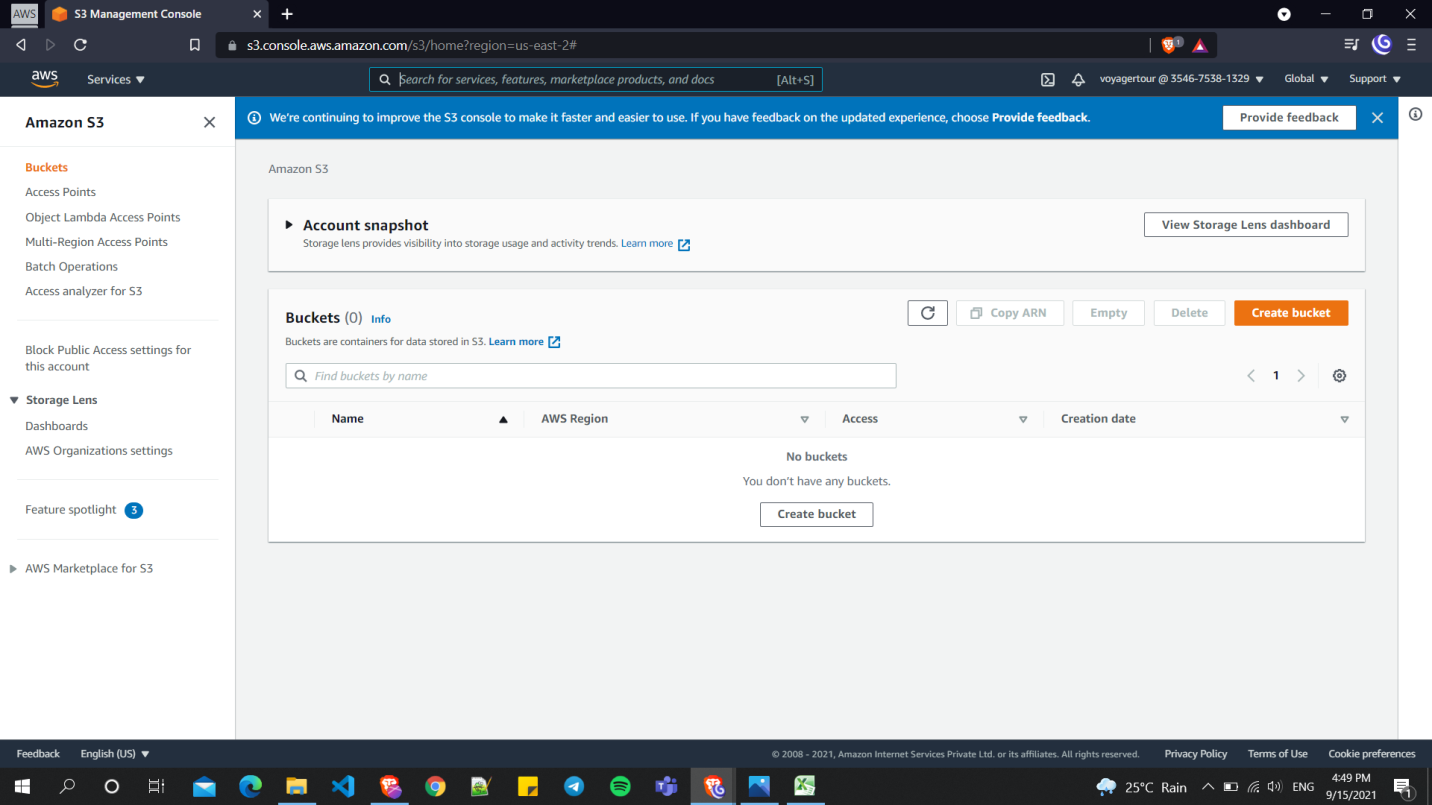 AWS
S3 Management Console
s3.console.aws.amazon.com/s3/home?region=us-east-2#
1
aws
Services
Search for services, features, marketplace products, and docs
[Alt+S]
voyagertour @ 3546-7538-1329
Global
Support
Amazon S3
We're continuing to improve the S3 console to make it faster and easier to use. If you have feedback on the updated experience, choose Provide feedback.
Provide feedback
Buckets
Access Points
Object Lambda Access Points
Multi-Region Access Points
Batch Operations
Access analyzer for S3
Block Public Access settings for
this account
Storage Lens
Dashboards
AWS Organizations settings
Feature spotlight 3
AWS Marketplace for S3
Amazon S3
Account snapshot
Storage lens provides visibility into storage usage and activity trends. Learn more
View Storage Lens dashboard
Buckets (0) Info
Copy ARN
Empty
Delete
Create bucket
Buckets are containers for data stored in S3. Learn more
Find buckets by name
1
Name
AWS Region
Access
Creation date
No buckets
You don't have any buckets.
Create bucket
Feedback
English (US)
© 2008 - 2021, Amazon Internet Services Private Ltd. or its affiliates. All rights reserved.
Privacy Policy
Terms of Use
Cookie preferences
25°C Rain
ENG
4:49 PM
9/15/2021
1